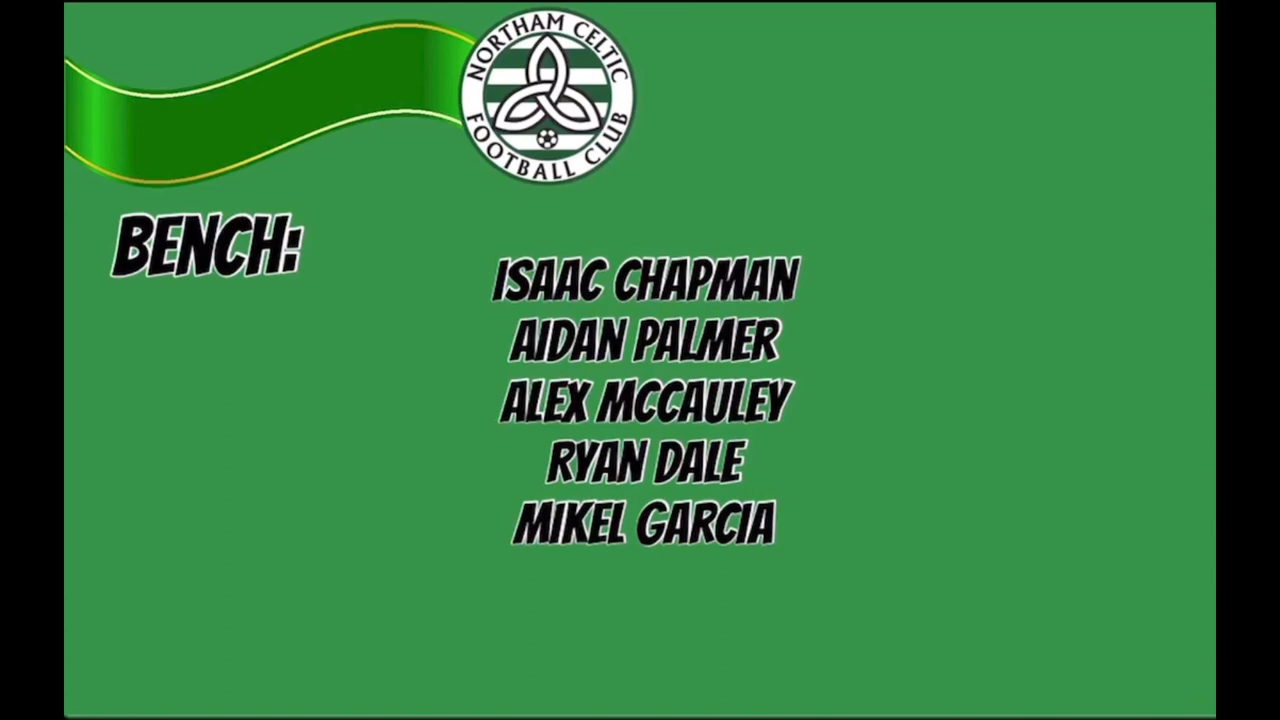 NORTHAM CELTIC
FOOTBALL CLUB
BENCH:
ISAAC CHAPMAN
AIDAN PALMER
ALEX MCCAULEY
RYAN DALE
MIKEL GARCIA